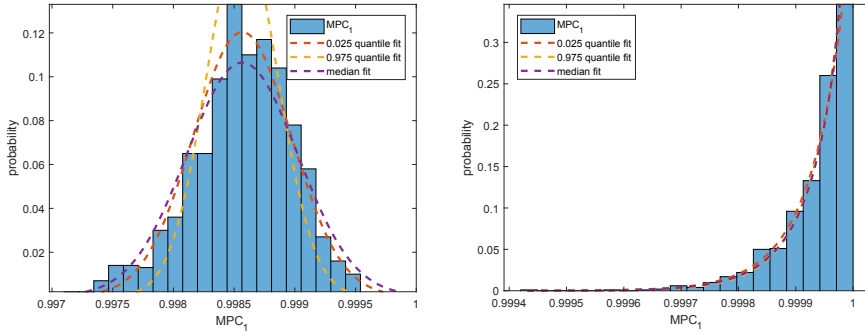 MPC1
0.025 quantile fit
0.975 quantile fit
median fit
0.12
0.1
0.08
0.06
0.04
0.02
probability
0.997
0.9975
0.998
0.9985
0.999
0.9995
1
MPC1
MPC1
0.025 quantile fit
0.975 quantile fit
median fit
0.3
0.25
0.2
0.15
0.1
0.05
0
probability
0.9994
0.9995
0.9996
0.9997
0.9998
0.9999
1
MPC1